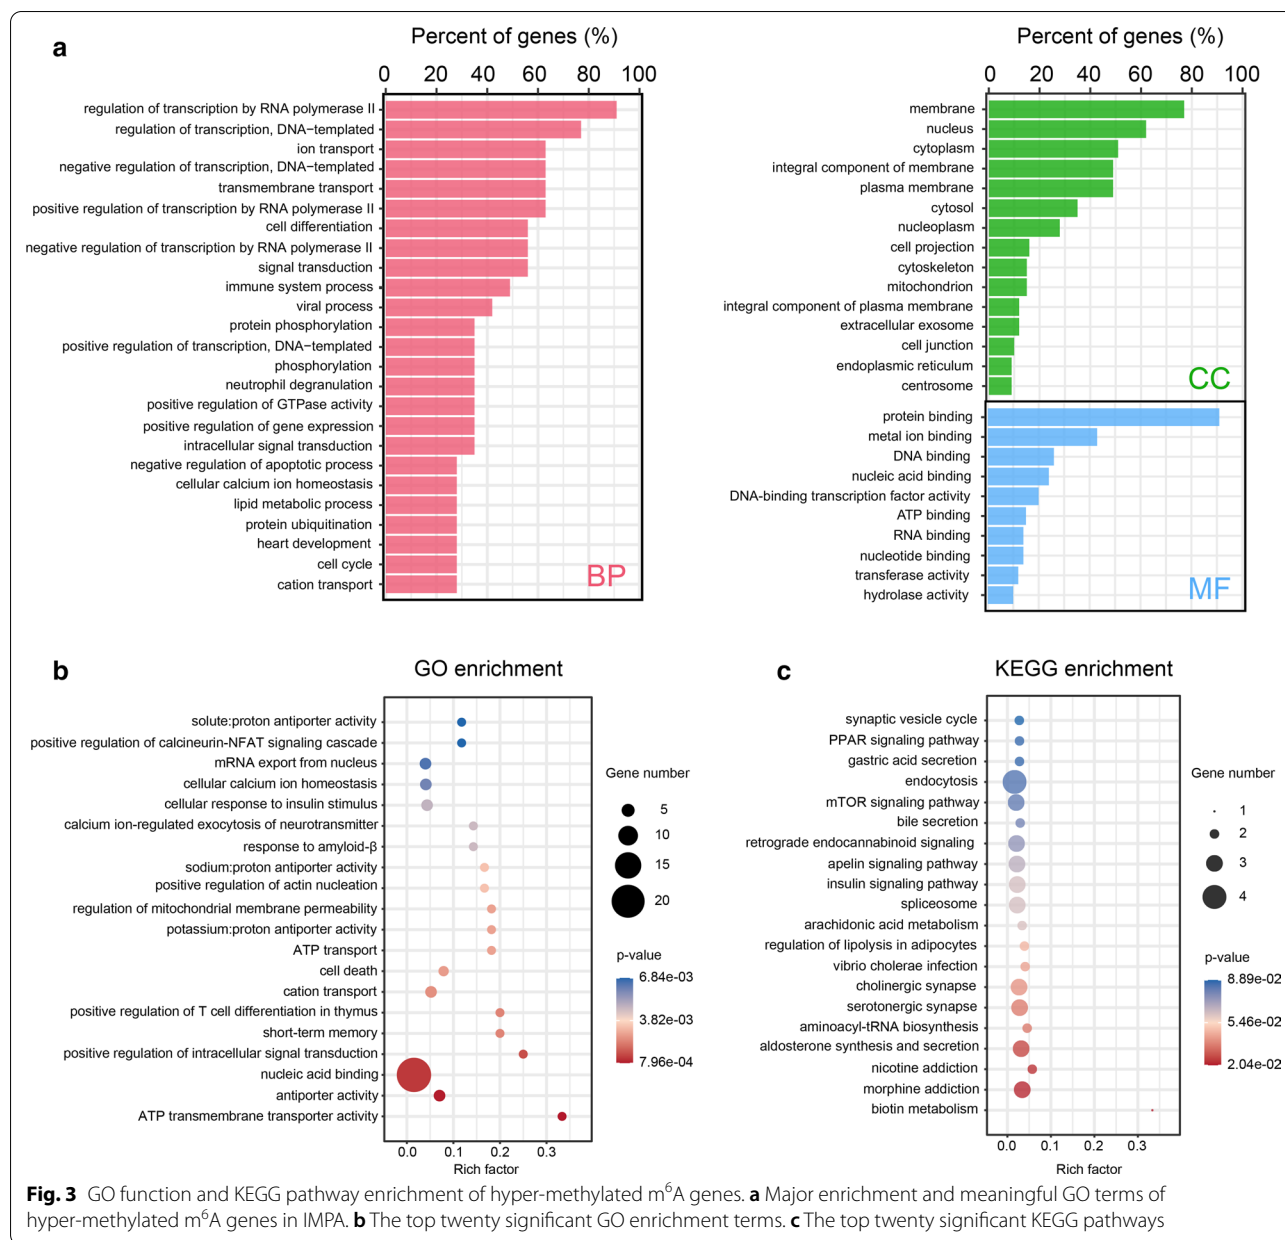 a
Percent of genes (%)
0 20 40 60 80 100
regulation of transcription by RNA polymerase II
regulation of transcription, DNA−templated
ion transport
negative regulation of transcription, DNA−templated
transmembrane transport
positive regulation of transcription by RNA polymerase II
cell differentiation
negative regulation of transcription by RNA polymerase II
signal transduction
immune system process
viral process
protein phosphorylation
positive regulation of transcription, DNA−templated
phosphorylation
neutrophil degranulation
positive regulation of GTPase activity
positive regulation of gene expression
intracellular signal transduction
negative regulation of apoptotic process
cellular calcium ion homeostasis
lipid metabolic process
protein ubiquitination
heart development
cell cycle
cation transport
BP
Percent of genes (%)
0 20 40 60 80 100
membrane
nucleus
cytoplasm
integral component of membrane
plasma membrane
cytosol
nucleoplasm
cell projection
cytoskeleton
mitochondrion
integral component of plasma membrane
extracellular exosome
cell junction
endoplasmic reticulum
centrosome
CC
protein binding
metal ion binding
DNA binding
nucleic acid binding
DNA-binding transcription factor activity
ATP binding
RNA binding
nucleotide binding
transferase activity
hydrolase activity
MF
b
GO enrichment
solute:proton antiporter activity
positive regulation of calcineurin-NFAT signaling cascade
mRNA export from nucleus
cellular calcium ion homeostasis
cellular response to insulin stimulus
calcium ion-regulated exocytosis of neurotransmitter
response to amyloid-β
sodium:proton antiporter activity
positive regulation of actin nucleation
regulation of mitochondrial membrane permeability
potassium:proton antiporter activity
ATP transport
cell death
cation transport
positive regulation of T cell differentiation in thymus
short-term memory
positive regulation of intracellular signal transduction
nucleic acid binding
antiporter activity
ATP transmembrane transporter activity
0.0 0.1 0.2 0.3
Rich factor
Gene number
5
10
15
20
p-value
6.84e-03
3.82e-03
7.96e-04
c
KEGG enrichment
synaptic vesicle cycle
PPAR signaling pathway
gastric acid secretion
endocytosis
mTOR signaling pathway
bile secretion
retrograde endocannabinoid signaling
apelin signaling pathway
insulin signaling pathway
spliceosome
arachidonic acid metabolism
regulation of lipolysis in adipocytes
vibrio cholerae infection
cholinergic synapse
serotonergic synapse
aminoacyl-tRNA biosynthesis
aldosterone synthesis and secretion
nicotine addiction
morphine addiction
biotin metabolism
0.0 0.1 0.2 0.3
Rich factor
Gene number
1
2
3
4
p-value
8.89e-02
5.46e-02
2.04e-02
Fig. 3 GO function and KEGG pathway enrichment of hyper-methylated m⁶A genes. a Major enrichment and meaningful GO terms of
hyper-methylated m⁶A genes in IMPA. b The top twenty significant GO enrichment terms. c The top twenty significant KEGG pathways